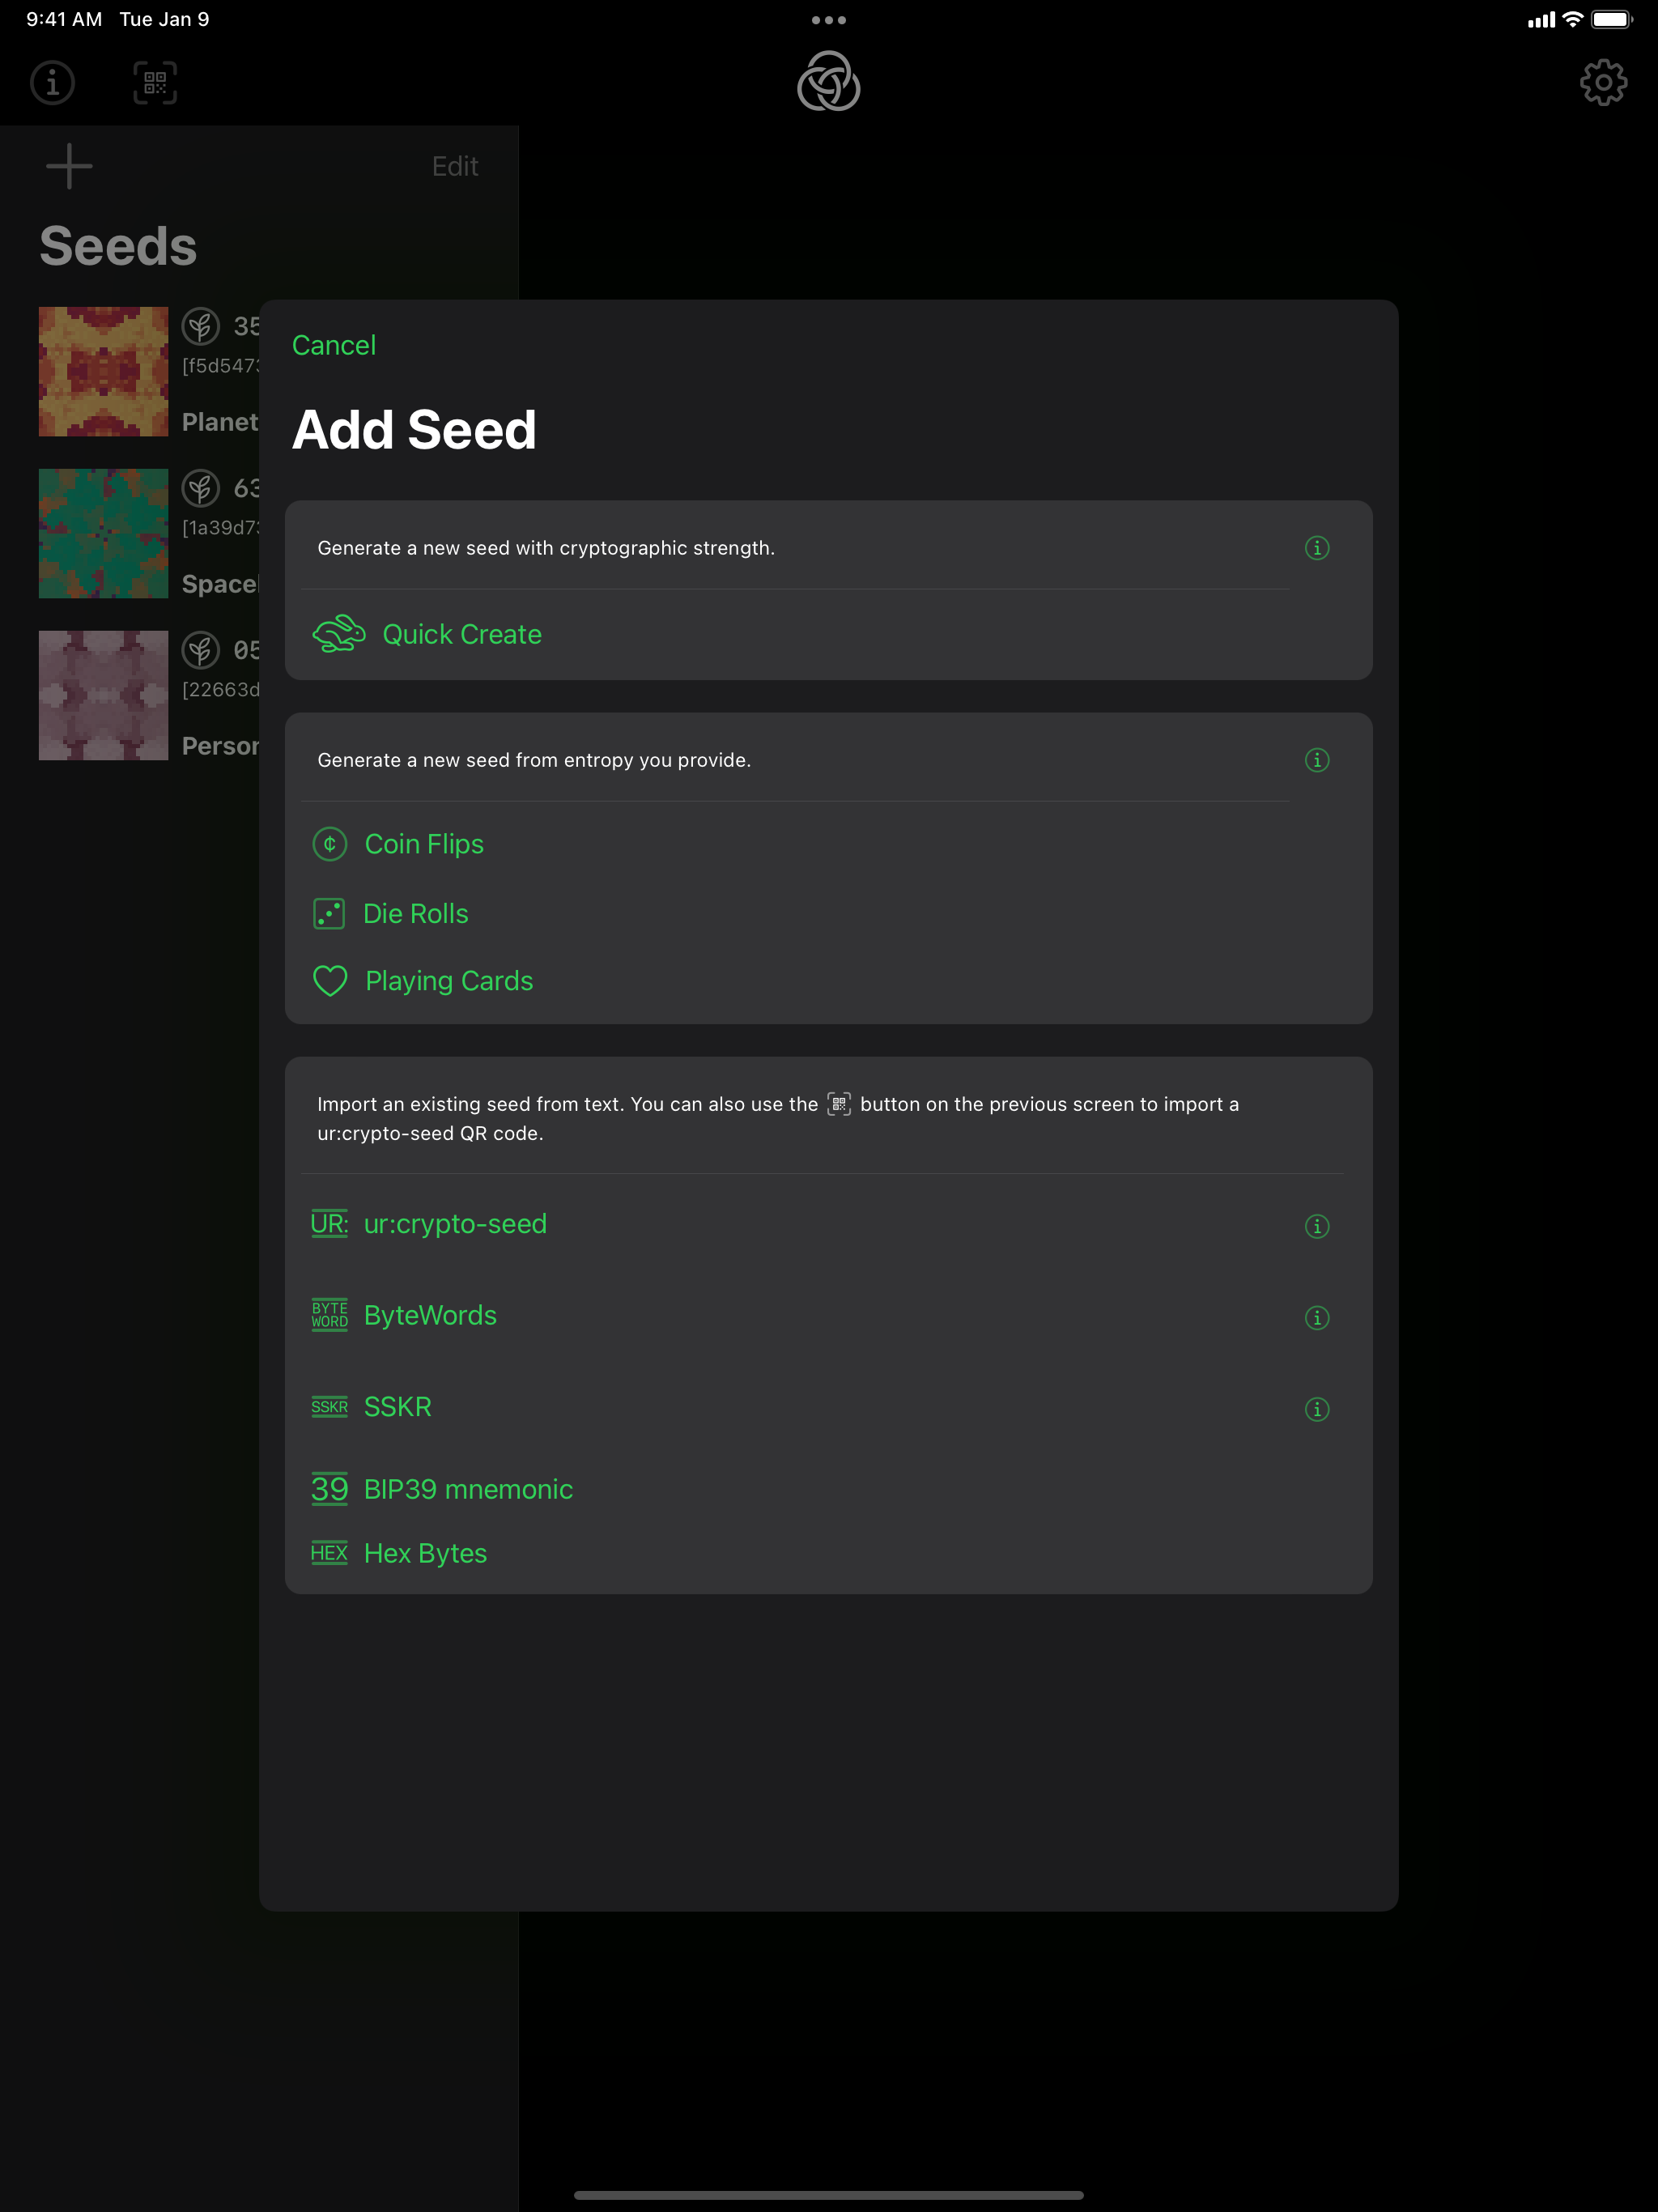 9:41 AM Tue Jan 9
Edit
Seeds
35
[f5d547
Planet
63
[1a39d7
Space
05
[22663d
Person
Cancel
Add Seed
Generate a new seed with cryptographic strength.
Quick Create
Generate a new seed from entropy you provide.
¢ Coin Flips
Die Rolls
Playing Cards
Import an existing seed from text. You can also use the button on the previous screen to import a
ur:crypto-seed QR code.
UR: ur:crypto-seed
BYTE
WORD ByteWords
SSKR SSKR
39 BIP39 mnemonic
HEX Hex Bytes